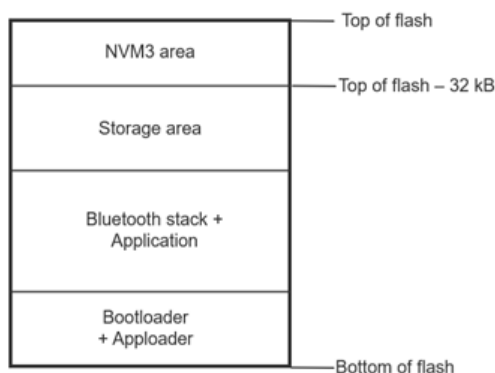 Top of flash
NVM3 area
Top of flash – 32 kB
Storage area
Bluetooth stack +
Application
Bootloader
+ Apploader
Bottom of flash